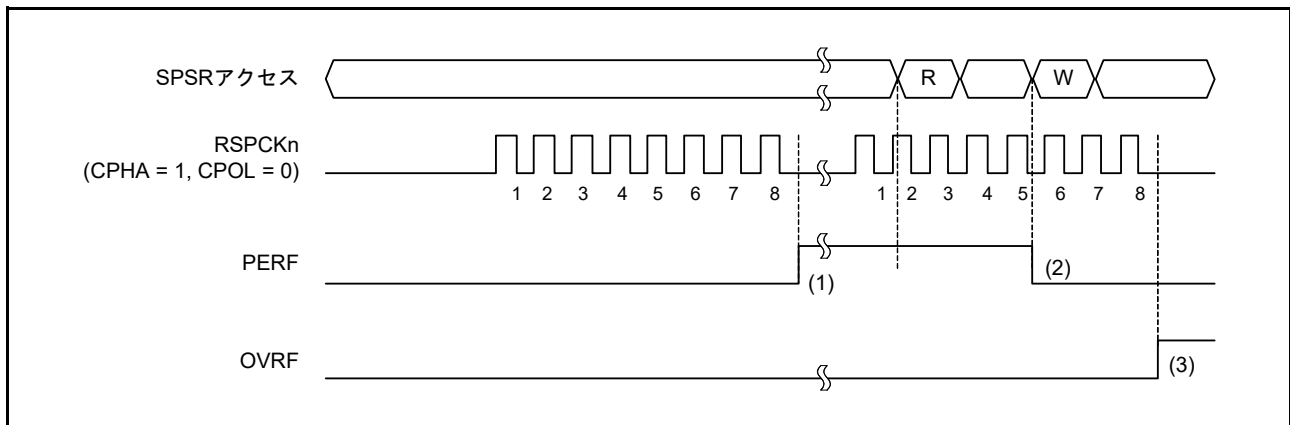 SPSRアクセス
R
W
RSPCKn
(CPHA = 1, CPOL = 0)
1 2 3 4 5 6 7 8 1 2 3 4 5 6 7 8
PERF
(1)
(2)
OVRF
(3)